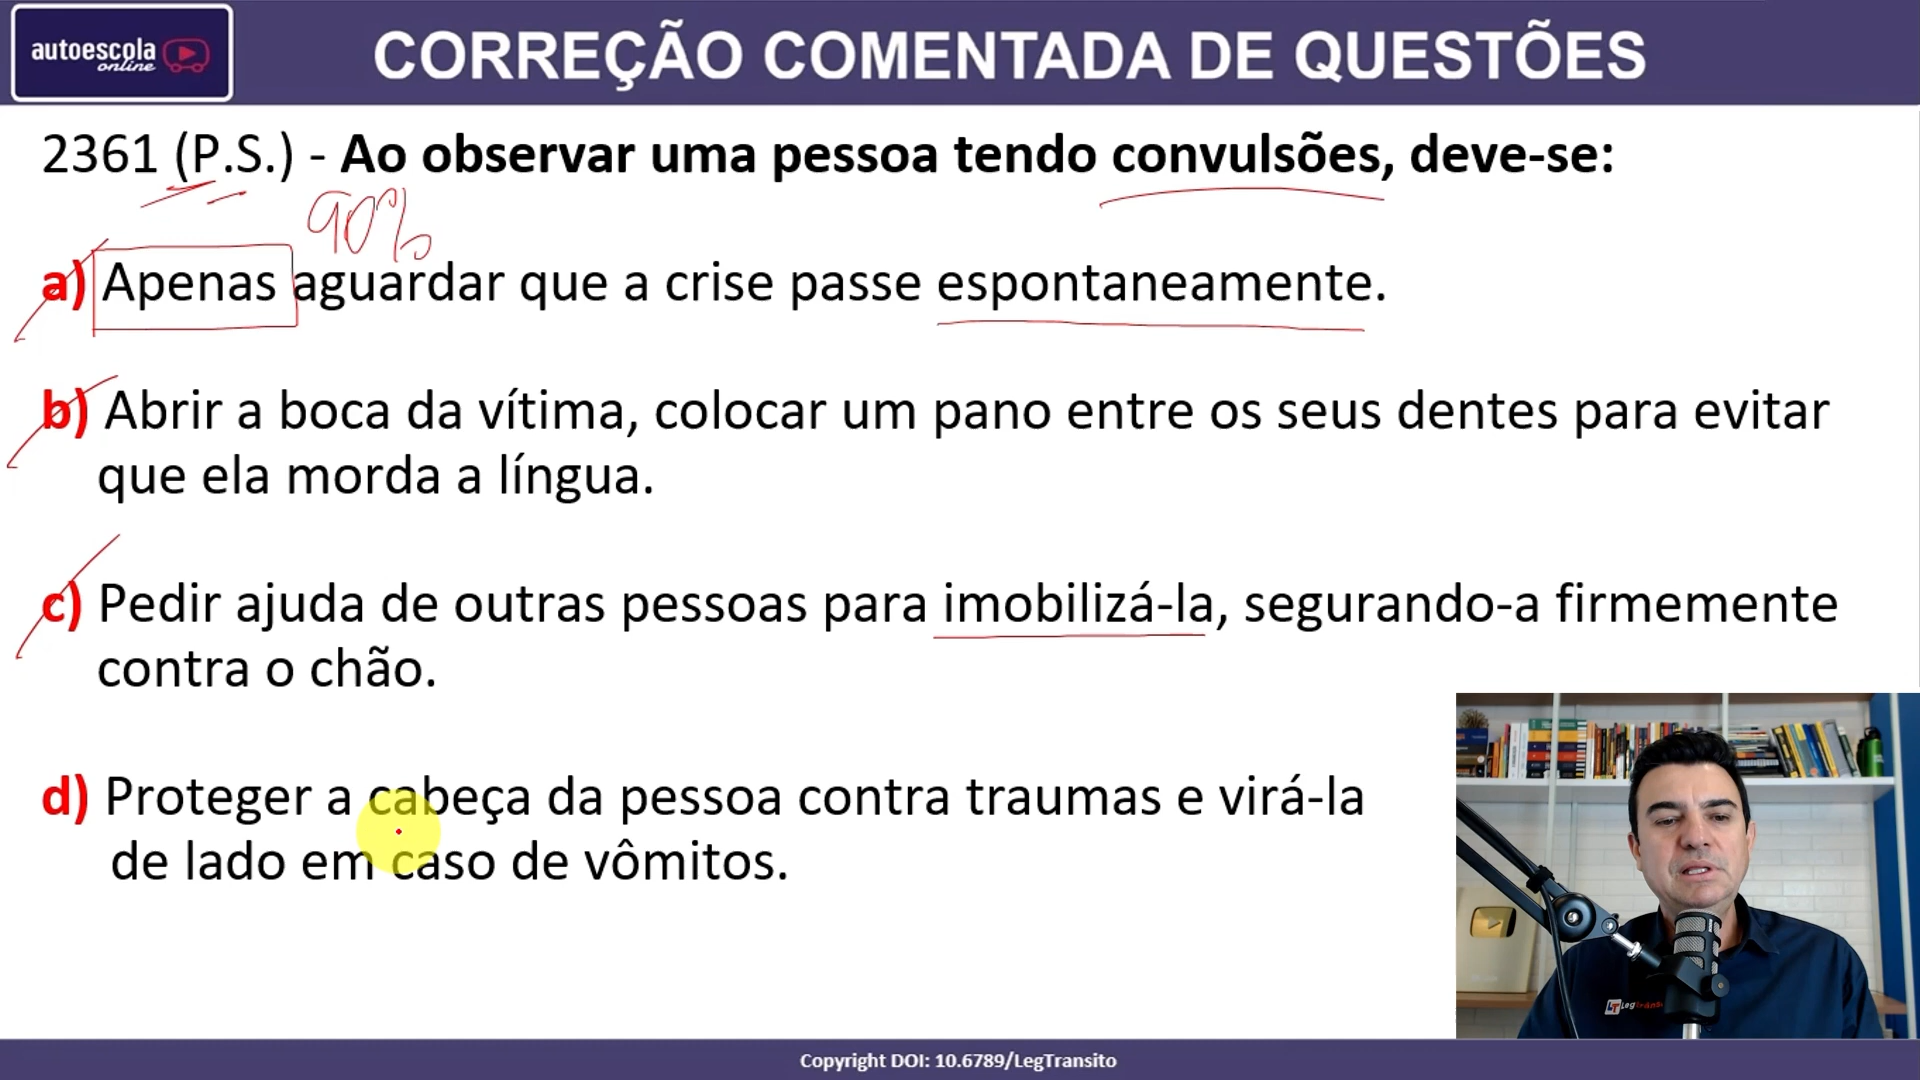 autoescola
online
CORREÇÃO COMENTADA DE QUESTÕES
2361 (P.S.) - Ao observar uma pessoa tendo convulsões, deve-se:
90%
a) Apenas aguardar que a crise passe espontaneamente.
b) Abrir a boca da vítima, colocar um pano entre os seus dentes para evitar
que ela morda a língua.
c) Pedir ajuda de outras pessoas para imobilizá-la, segurando-a firmemente
contra o chão.
d) Proteger a cabeça da pessoa contra traumas e virá-la
de lado em caso de vômitos.
Copyright DOI: 10.6789/LegTransito